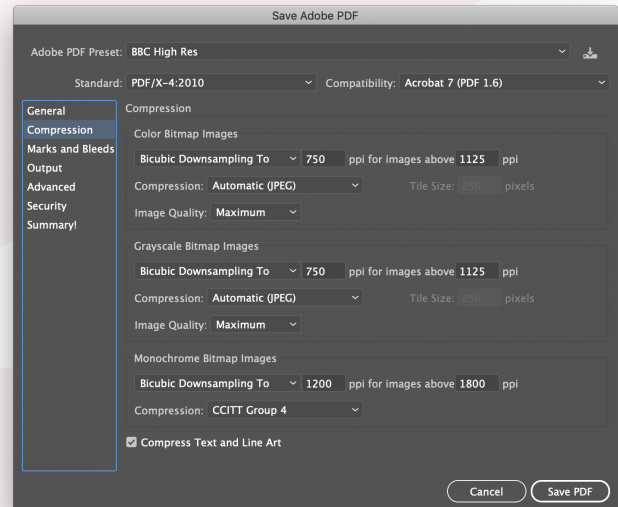 Save Adobe PDF
Adobe PDF Preset: BBC High Res
Standard: PDF/X-4:2010 Compatibility: Acrobat 7 (PDF 1.6)
General
Compression
Marks and Bleeds
Output
Advanced
Security
Summary!
Compression
Color Bitmap Images
Bicubic Downsampling To 750 ppi for images above 1125 ppi
Compression: Automatic (JPEG) Tile Size: 256 pixels
Image Quality: Maximum
Grayscale Bitmap Images
Bicubic Downsampling To 750 ppi for images above 1125 ppi
Compression: Automatic (JPEG) Tile Size: 256 pixels
Image Quality: Maximum
Monochrome Bitmap Images
Bicubic Downsampling To 1200 ppi for images above 1800 ppi
Compression: CCITT Group 4
Compress Text and Line Art
Cancel Save PDF